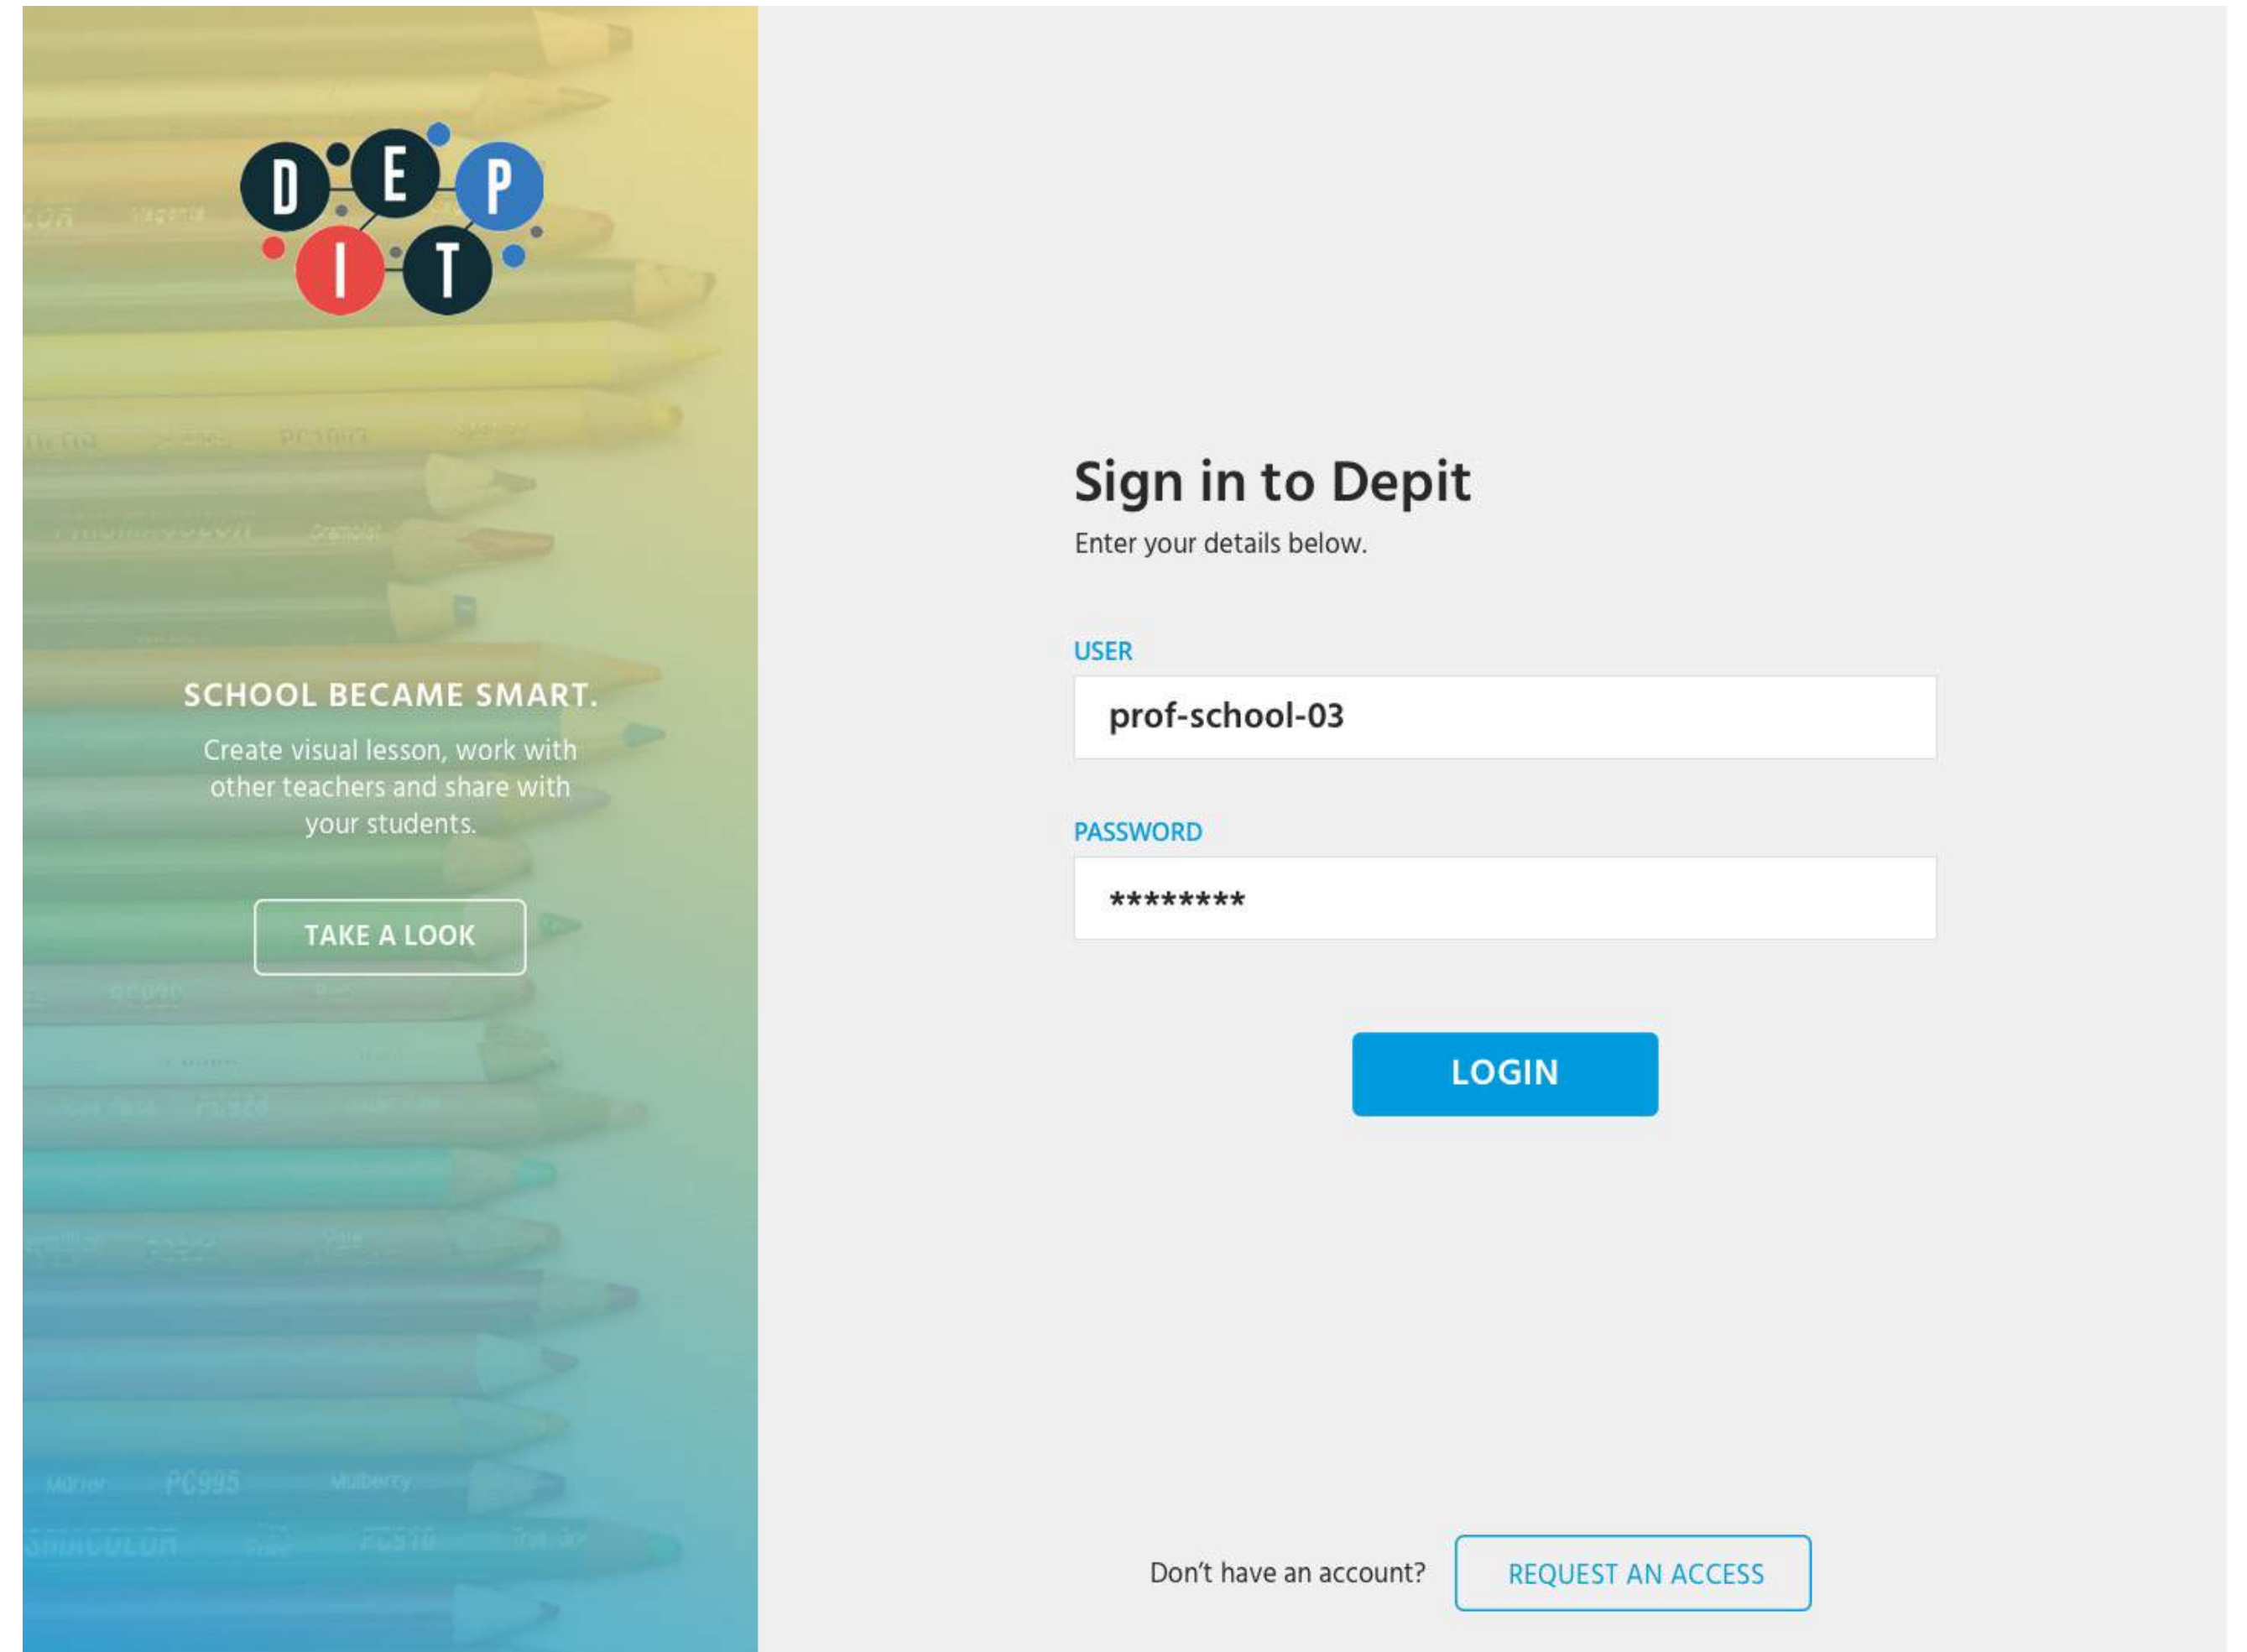 DEP
IT
SCHOOL BECAME SMART.
Create visual lesson, work with
other teachers and share with
your students.
TAKE A LOOK
PC995 Mulberry
Sign in to Depit
Enter your details below.
USER
prof-school-03
PASSWORD
********
LOGIN
Don’t have an account?
REQUEST AN ACCESS